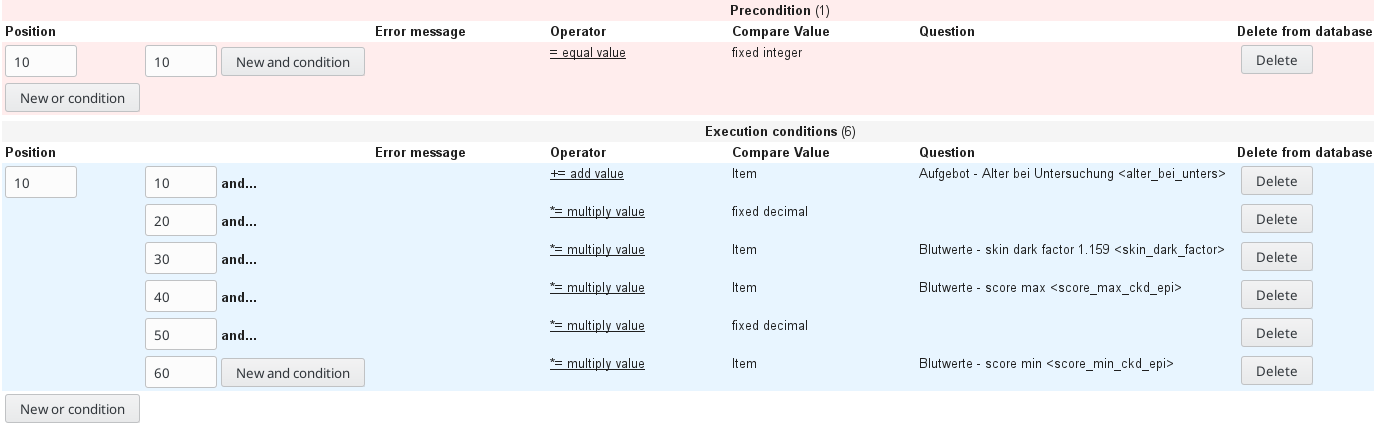 Precondition (1)
Position Error message Operator Compare Value Question Delete from database
10 10 New and condition = equal value fixed integer Delete
New or condition
Execution conditions (6)
Position Error message Operator Compare Value Question Delete from database
10 10 and... += add value Item Aufgebot - Alter bei Untersuchung <alter_bei_unters> Delete
20 and... *= multiply value fixed decimal Delete
30 and... *= multiply value Item Blutwerte - skin dark factor 1.159 <skin_dark_factor> Delete
40 and... *= multiply value Item Blutwerte - score max <score_max_ckd_epi> Delete
50 and... *= multiply value fixed decimal Delete
60 New and condition *= multiply value Item Blutwerte - score min <score_min_ckd_epi> Delete
New or condition